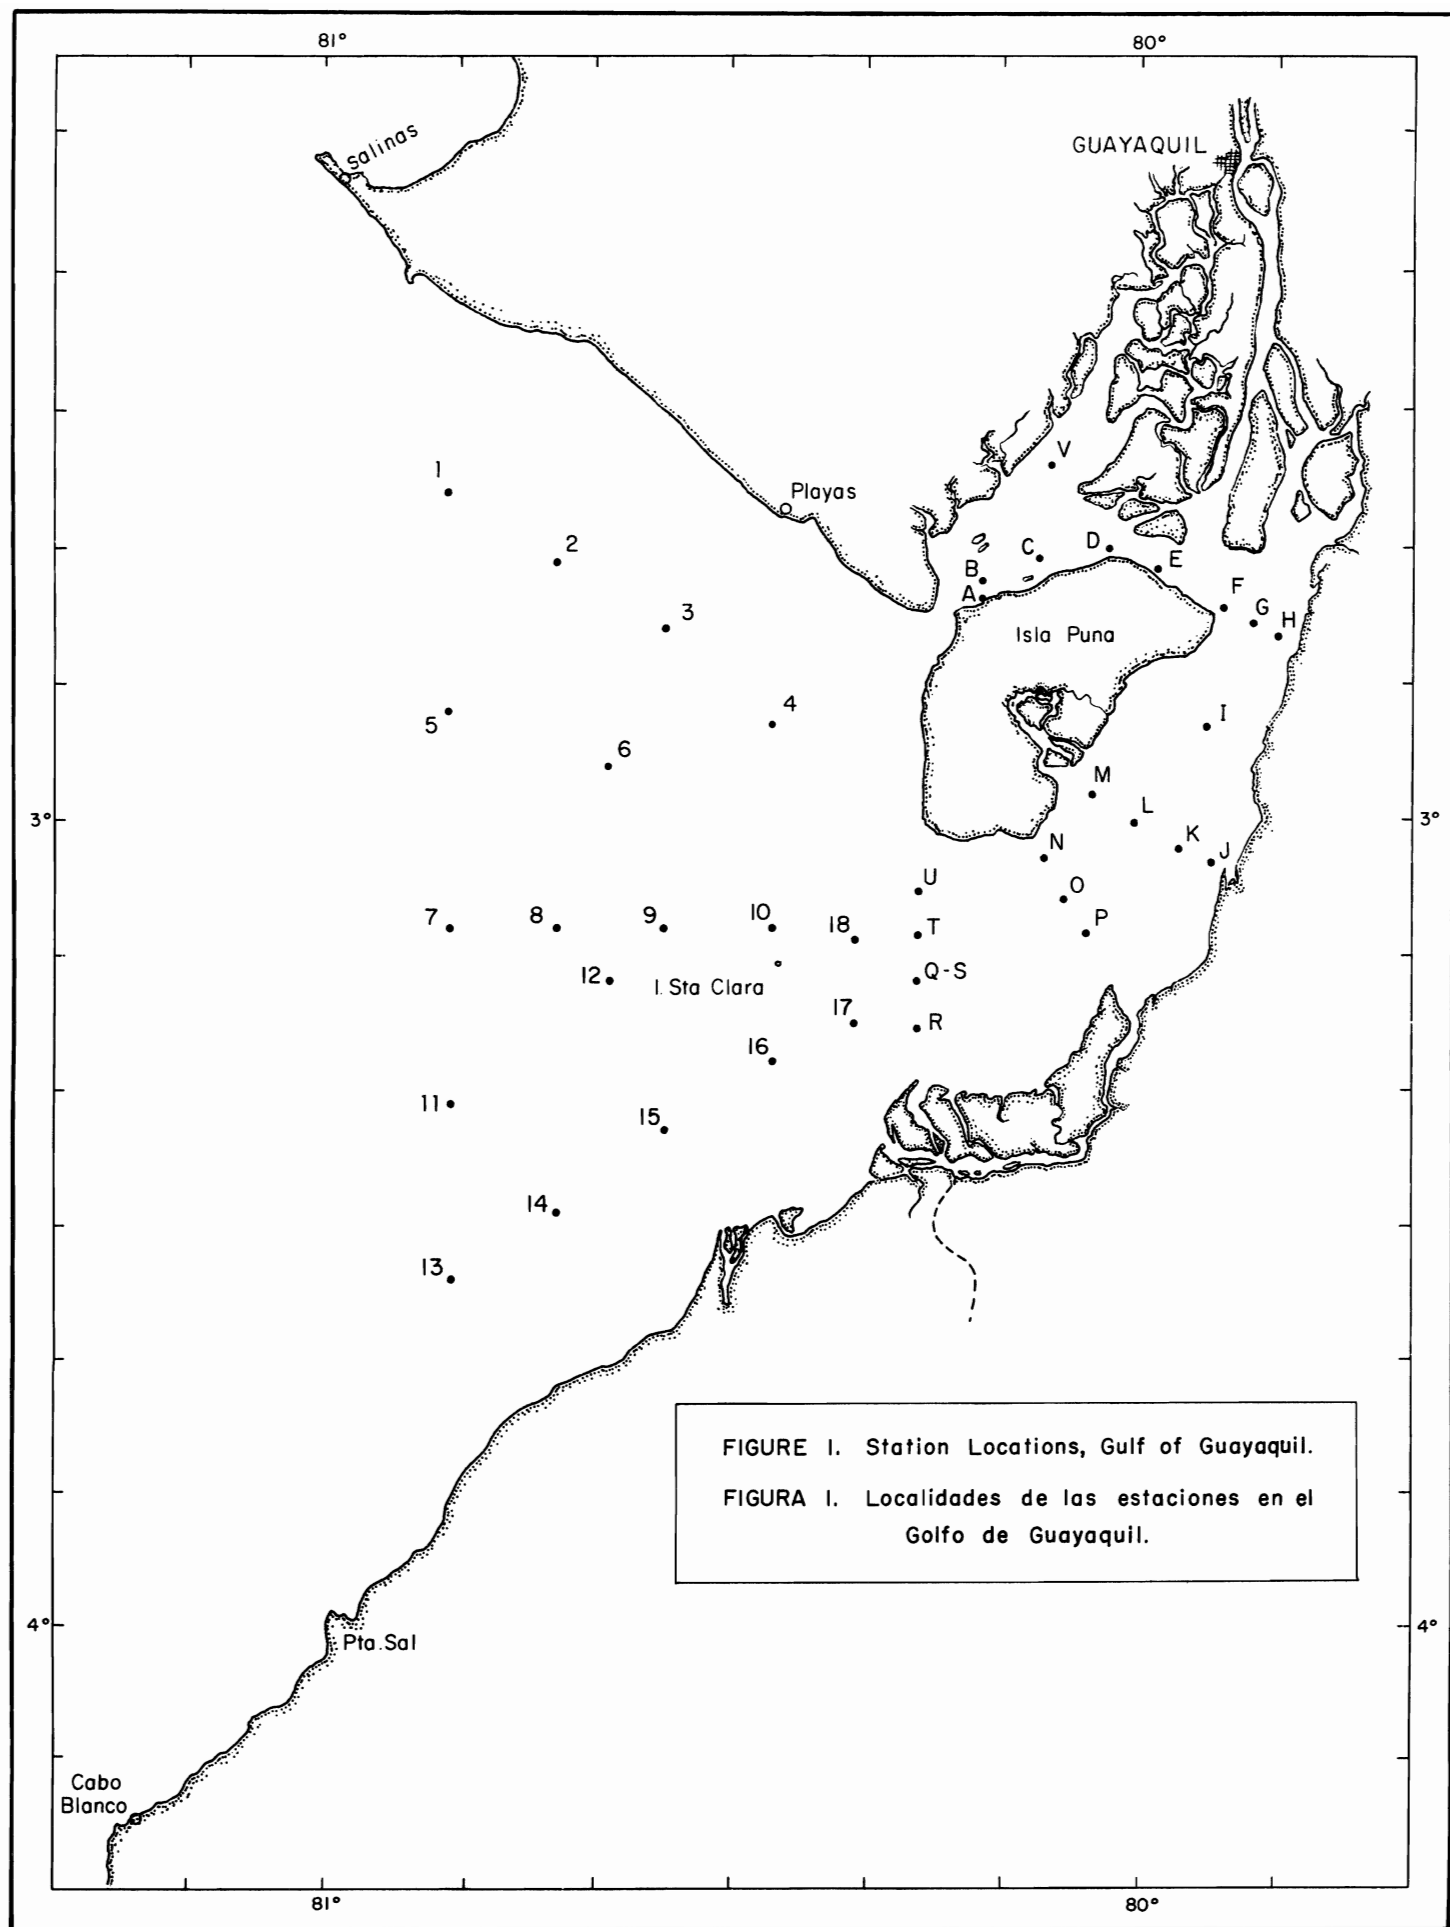 81°
80°
GUAYAQUIL
Salinas
V
1
Playas
2
C
D
E
B
A
F
G
H
3
Isla Puna
4
I
5
6
M
L
3°
3°
K
J
N
U
O
7
8
9
10
18
T
P
12
I. Sta Clara
Q-S
17
R
16
11
15
14
13
FIGURE 1. Station Locations, Gulf of Guayaquil.
FIGURA 1. Localidades de las estaciones en el
Golfo de Guayaquil.
4°
4°
Pta. Sal
Cabo
Blanco
81°
80°